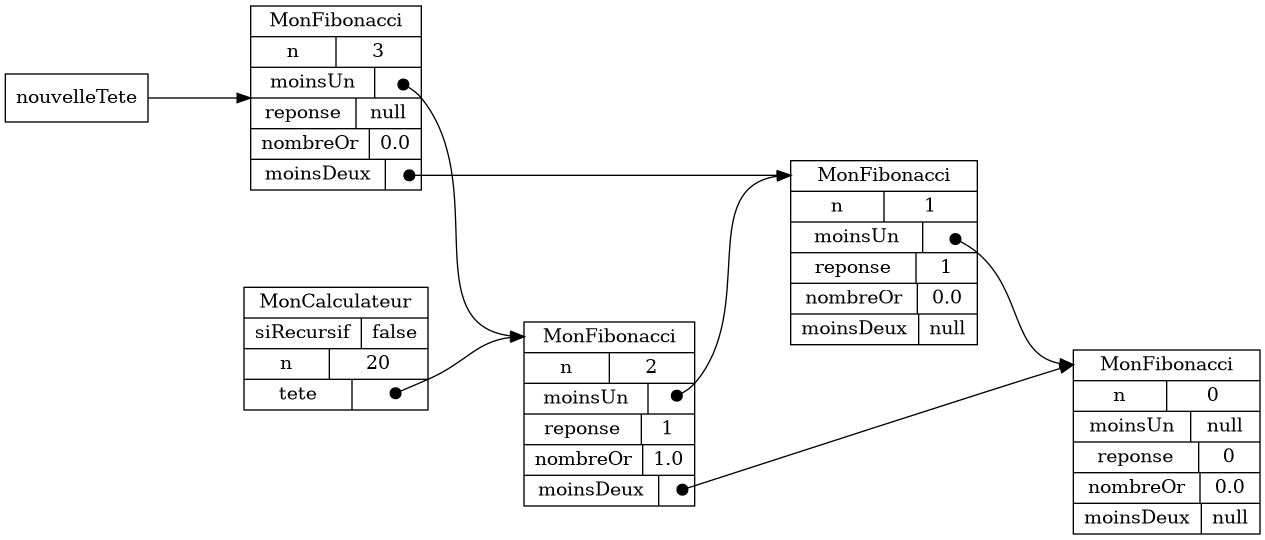 nouvelleTete
MonFibonacci
n 3
moinsUn
reponse null
nombreOr 0.0
moinsDeux
MonCalculateur
siRecursif false
n 20
tete
MonFibonacci
n 2
moinsUn
reponse 1
nombreOr 1.0
moinsDeux
MonFibonacci
n 1
moinsUn
reponse 1
nombreOr 0.0
moinsDeux null
MonFibonacci
n 0
moinsUn null
reponse 0
nombreOr 0.0
moinsDeux null